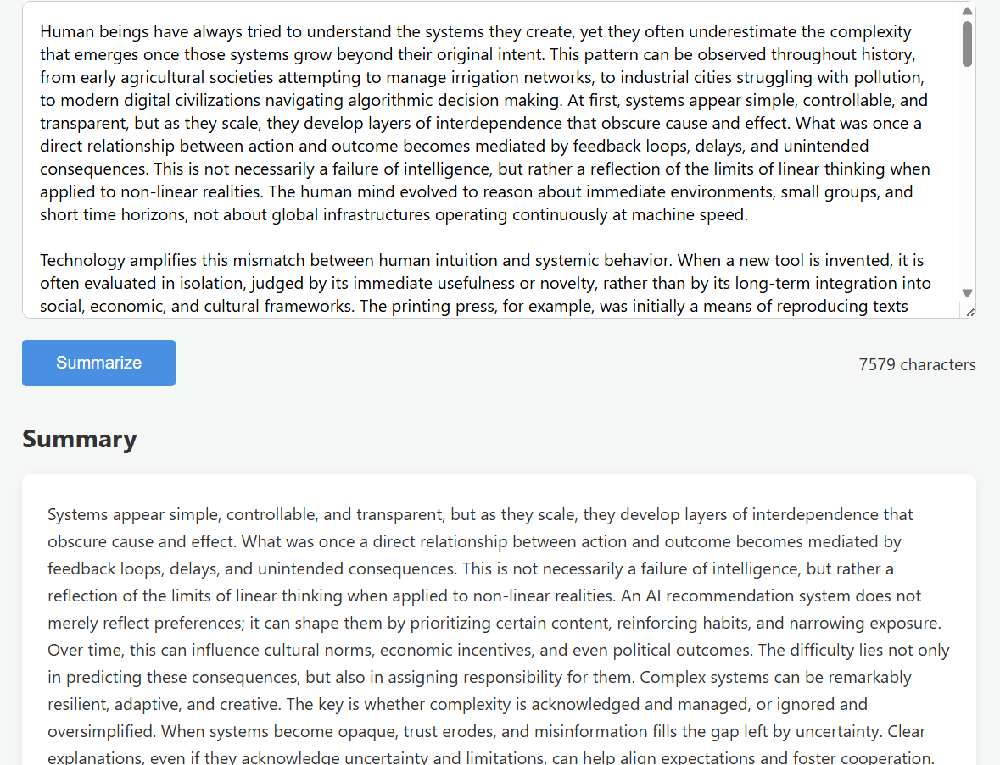 Human beings have always tried to understand the systems they create, yet they often underestimate the complexity
that emerges once those systems grow beyond their original intent. This pattern can be observed throughout history,
from early agricultural societies attempting to manage irrigation networks, to industrial cities struggling with pollution,
to modern digital civilizations navigating algorithmic decision making. At first, systems appear simple, controllable, and
transparent, but as they scale, they develop layers of interdependence that obscure cause and effect. What was once a
direct relationship between action and outcome becomes mediated by feedback loops, delays, and unintended
consequences. This is not necessarily a failure of intelligence, but rather a reflection of the limits of linear thinking when
applied to non-linear realities. The human mind evolved to reason about immediate environments, small groups, and
short time horizons, not about global infrastructures operating continuously at machine speed.
Technology amplifies this mismatch between human intuition and systemic behavior. When a new tool is invented, it is
often evaluated in isolation, judged by its immediate usefulness or novelty, rather than by its long-term integration into
social, economic, and cultural frameworks. The printing press, for example, was initially a means of reproducing texts
Summarize
7579 characters
Summary
Systems appear simple, controllable, and transparent, but as they scale, they develop layers of interdependence that
obscure cause and effect. What was once a direct relationship between action and outcome becomes mediated by
feedback loops, delays, and unintended consequences. This is not necessarily a failure of intelligence, but rather a
reflection of the limits of linear thinking when applied to non-linear realities. An AI recommendation system does not
merely reflect preferences; it can shape them by prioritizing certain content, reinforcing habits, and narrowing exposure.
Over time, this can influence cultural norms, economic incentives, and even political outcomes. The difficulty lies not only
in predicting these consequences, but also in assigning responsibility for them. Complex systems can be remarkably
resilient, adaptive, and creative. The key is whether complexity is acknowledged and managed, or ignored and
oversimplified. When systems become opaque, trust erodes, and misinformation fills the gap left by uncertainty. Clear
explanations, even if they acknowledge uncertainty and limitations, can help align expectations and foster cooperation.